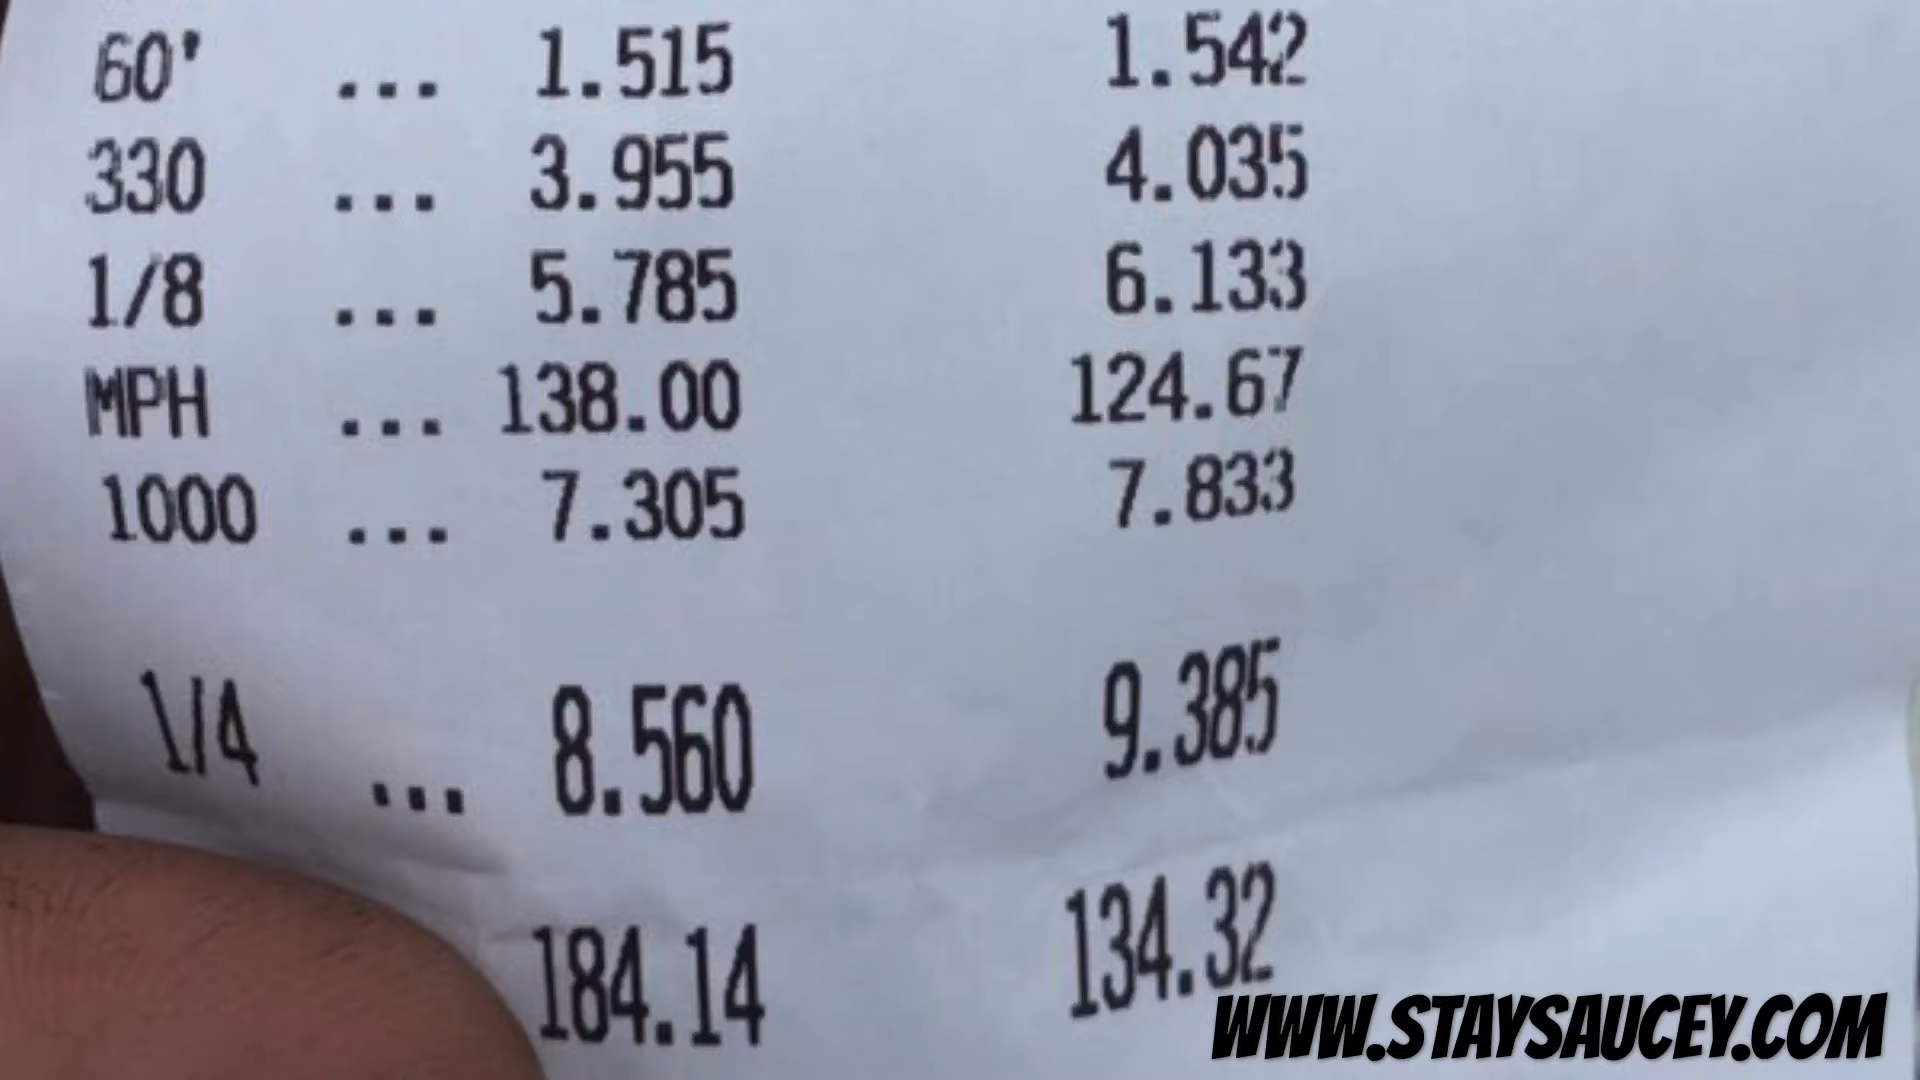 60' ... 1.515 1.542
330 ... 3.955 4.035
1/8 ... 5.785 6.133
MPH ... 138.00 124.67
1000 ... 7.305 7.833
1/4 ... 8.560 9.385
184.14 134.32
WWW.STAYSAUCEY.COM